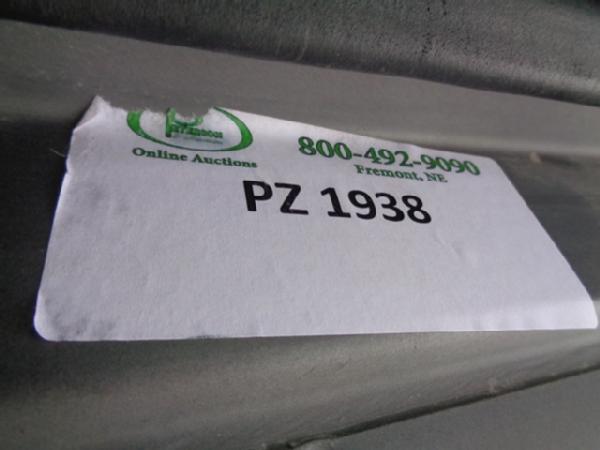 Online Auctions
800-492-9090
Fremont, NE
PZ 1938